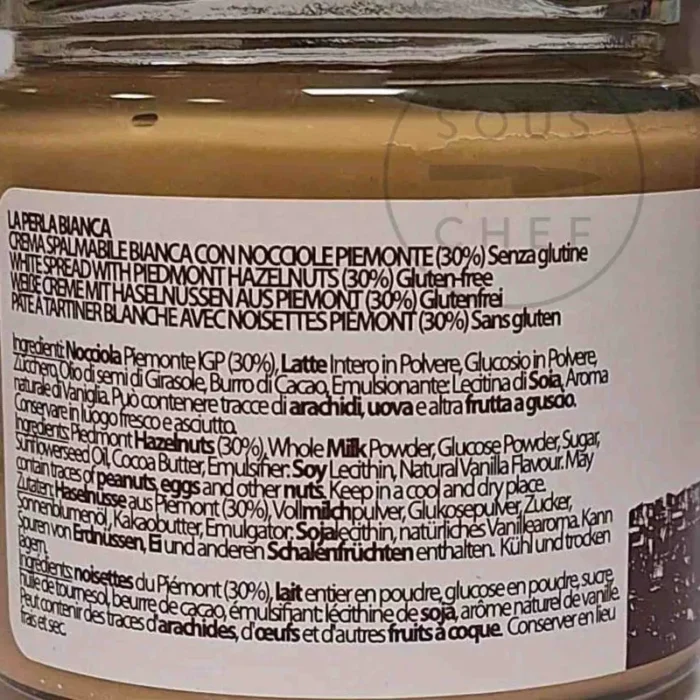 SOUS
CHEF
LA PERLA BIANCA
CREMA SPALMABILE BIANCA CON NOCCIOLE PIEMONTE (30%) Senza glutine
WHITE SPREAD WITH PIEDMONT HAZELNUTS (30%) Gluten-free
WEIßE CREME MIT HASELNUSSEN AUS PIEMONT (30%) Glutenfrei
PÂTE À TARTINER BLANCHE AVEC NOISETTES PIÉMONT (30%) Sans gluten
Ingredienti: Nocciola Piemonte IGP (30%), Latte Intero in Polvere, Glucosio in Polvere,
Zucchero, Olio di semi di Girasole, Burro di Cacao, Emulsionante: Lecitina di Soia, Aroma
naturale di Vaniglia. Può contenere tracce di arachidi, uova e altra frutta a guscio.
Conservare in luogo fresco e asciutto.
Ingredients: Piedmont Hazelnuts (30%), Whole Milk Powder, Glucose Powder, Sugar,
Sunflowerseed Oil, Cocoa Butter, Emulsifier: Soy Lecithin, Natural Vanilla Flavour. May
contain traces of peanuts, eggs and other nuts. Keep in a cool and dry place.
Zutaten: Haselnüsse aus Piemont (30%), Vollmilchpulver, Glukosepulver, Zucker,
Sonnenblumenöl, Kakaobutter, Emulgator: Sojalecithin, natürliches Vanillearoma. Kann
Spuren von Erdnüssen, Ei und anderen Schalenfrüchten enthalten. Kühl und trocken
lagern.
Ingrédients: noisettes du Piémont (30%), lait entier en poudre, glucose en poudre, sucre,
huile de tournesol, beurre de cacao, émulsifiant: lécithine de soja, arôme naturel de vanille.
Peut contenir des traces d'arachides, d'œufs et d'autres fruits à coque. Conserver en lieu
frais et sec.